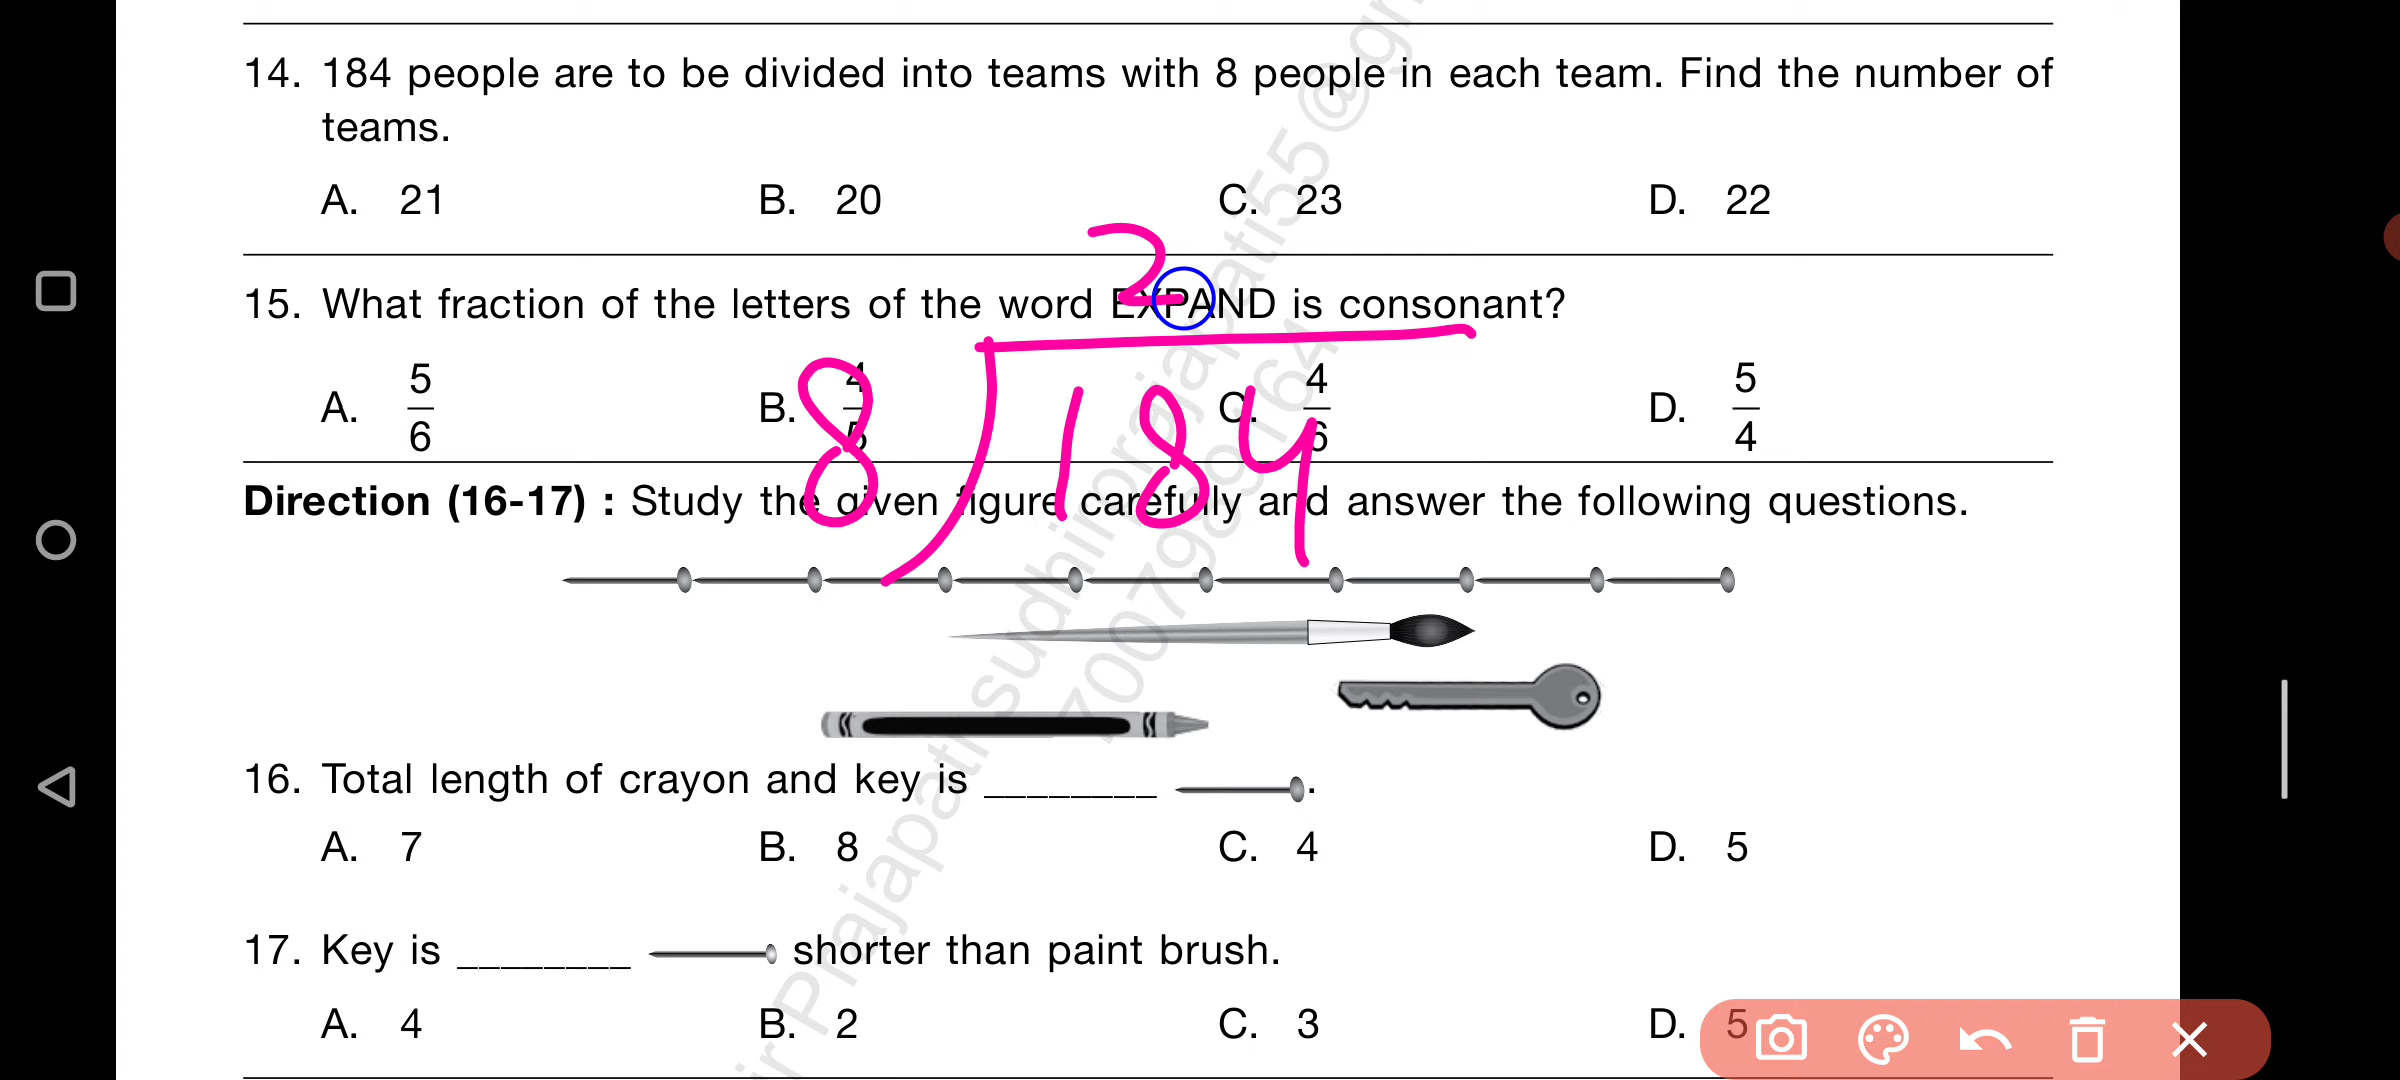 14. 184 people are to be divided into teams with 8 people in each team. Find the number of
teams.
A. 21 B. 20 C. 23 D. 22
2
15. What fraction of the letters of the word EXPAND is consonant?
A. 5/6 B. 4/5 C. 4/6 D. 5/4
8 ) 184
Direction (16-17) : Study the given figure carefully and answer the following questions.
16. Total length of crayon and key is ________ .
A. 7 B. 8 C. 4 D. 5
17. Key is ________ shorter than paint brush.
A. 4 B. 2 C. 3 D. 5